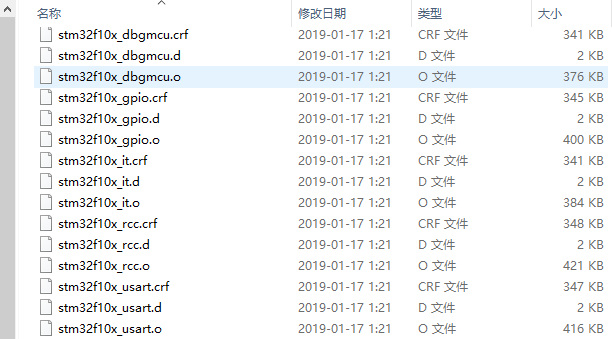 名称 修改日期 类型 大小
stm32f10x_dbgmcu.crf 2019-01-17 1:21 CRF 文件 341 KB
stm32f10x_dbgmcu.d 2019-01-17 1:21 D 文件 2 KB
stm32f10x_dbgmcu.o 2019-01-17 1:21 O 文件 376 KB
stm32f10x_gpio.crf 2019-01-17 1:21 CRF 文件 345 KB
stm32f10x_gpio.d 2019-01-17 1:21 D 文件 2 KB
stm32f10x_gpio.o 2019-01-17 1:21 O 文件 400 KB
stm32f10x_it.crf 2019-01-17 1:21 CRF 文件 341 KB
stm32f10x_it.d 2019-01-17 1:21 D 文件 2 KB
stm32f10x_it.o 2019-01-17 1:21 O 文件 384 KB
stm32f10x_rcc.crf 2019-01-17 1:21 CRF 文件 348 KB
stm32f10x_rcc.d 2019-01-17 1:21 D 文件 2 KB
stm32f10x_rcc.o 2019-01-17 1:21 O 文件 421 KB
stm32f10x_usart.crf 2019-01-17 1:21 CRF 文件 347 KB
stm32f10x_usart.d 2019-01-17 1:21 D 文件 2 KB
stm32f10x_usart.o 2019-01-17 1:21 O 文件 416 KB